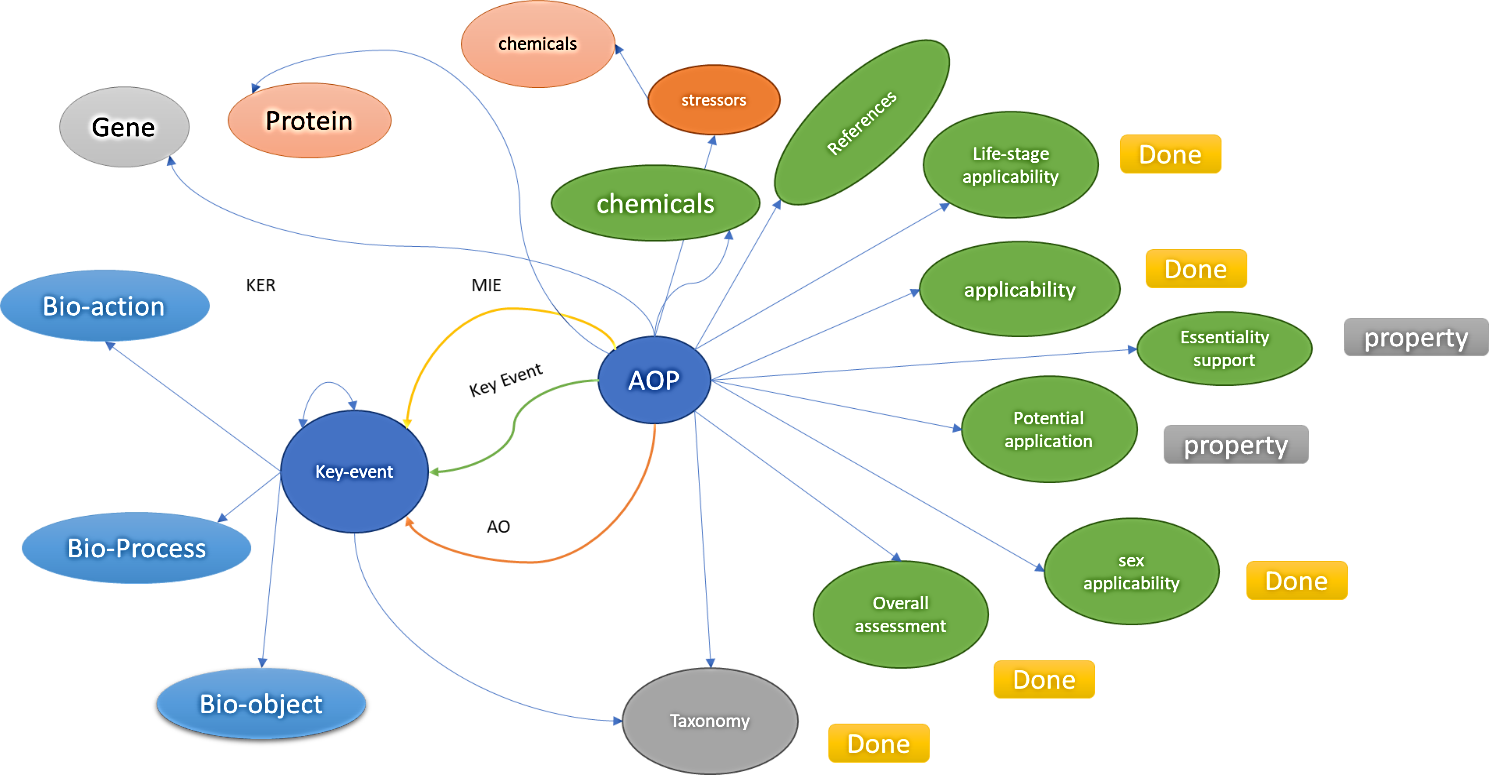 chemicals
stressors
References
Gene
Protein
Life-stage
applicability
Done
chemicals
KER
MIE
applicability
Done
Bio-action
Essentiality
support
property
Key Event
AOP
Potential
application
property
Key-event
AO
Bio-Process
sex
applicability
Done
Overall
assessment
Done
Bio-object
Taxonomy
Done